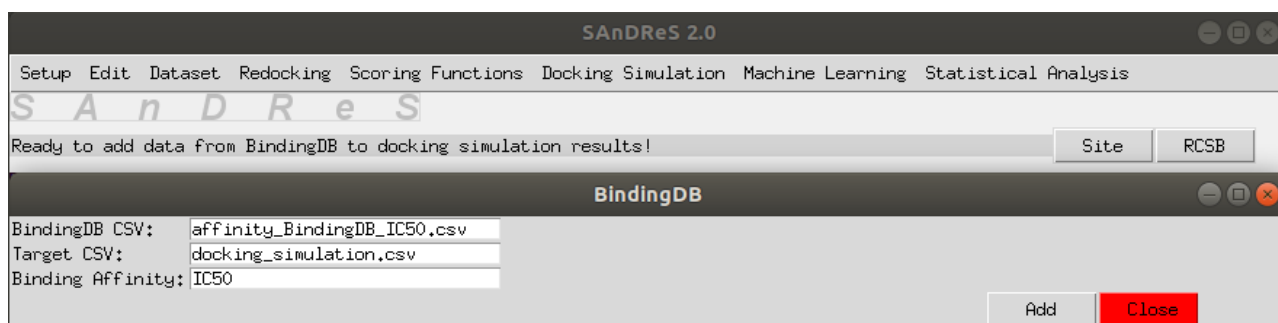 SAnDReS 2.0
Setup Edit Dataset Redocking Scoring Functions Docking Simulation Machine Learning Statistical Analysis
S A n D R e S
Ready to add data from BindingDB to docking simulation results! Site RCSB
BindingDB
BindingDB CSV: affinity_BindingDB_IC50.csv
Target CSV: docking_simulation.csv
Binding Affinity: IC50
Add Close